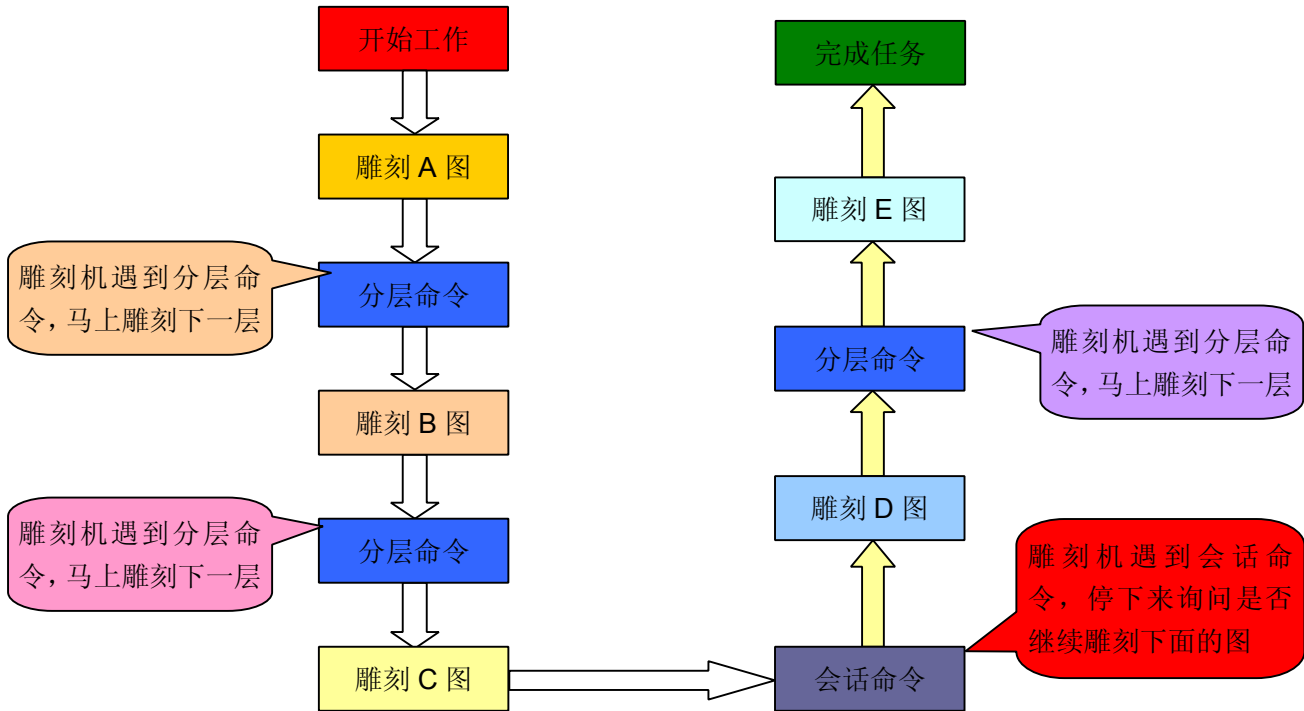 开始工作
雕刻 A 图
分层命令
雕刻机遇到分层命
令，马上雕刻下一层
雕刻 B 图
分层命令
雕刻机遇到分层命
令，马上雕刻下一层
雕刻 C 图
会话命令
雕刻机遇到会话命
令，停下来询问是否
继续雕刻下面的图
雕刻 D 图
分层命令
雕刻机遇到分层命
令，马上雕刻下一层
雕刻 E 图
完成任务